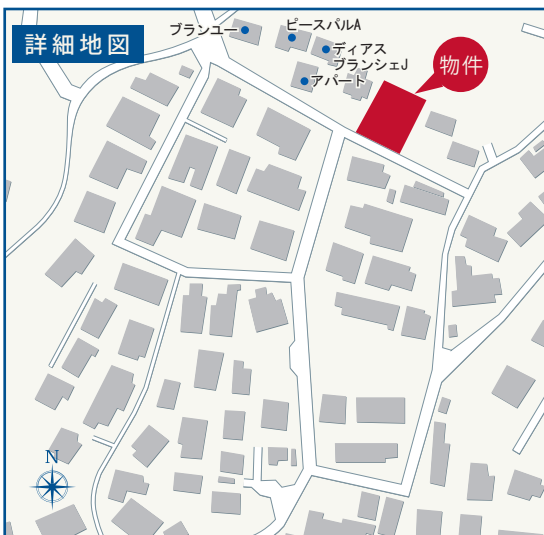 詳細地図
ブランユー
ピースパルA
ディアス
ブランシェJ
アパート
物件
N